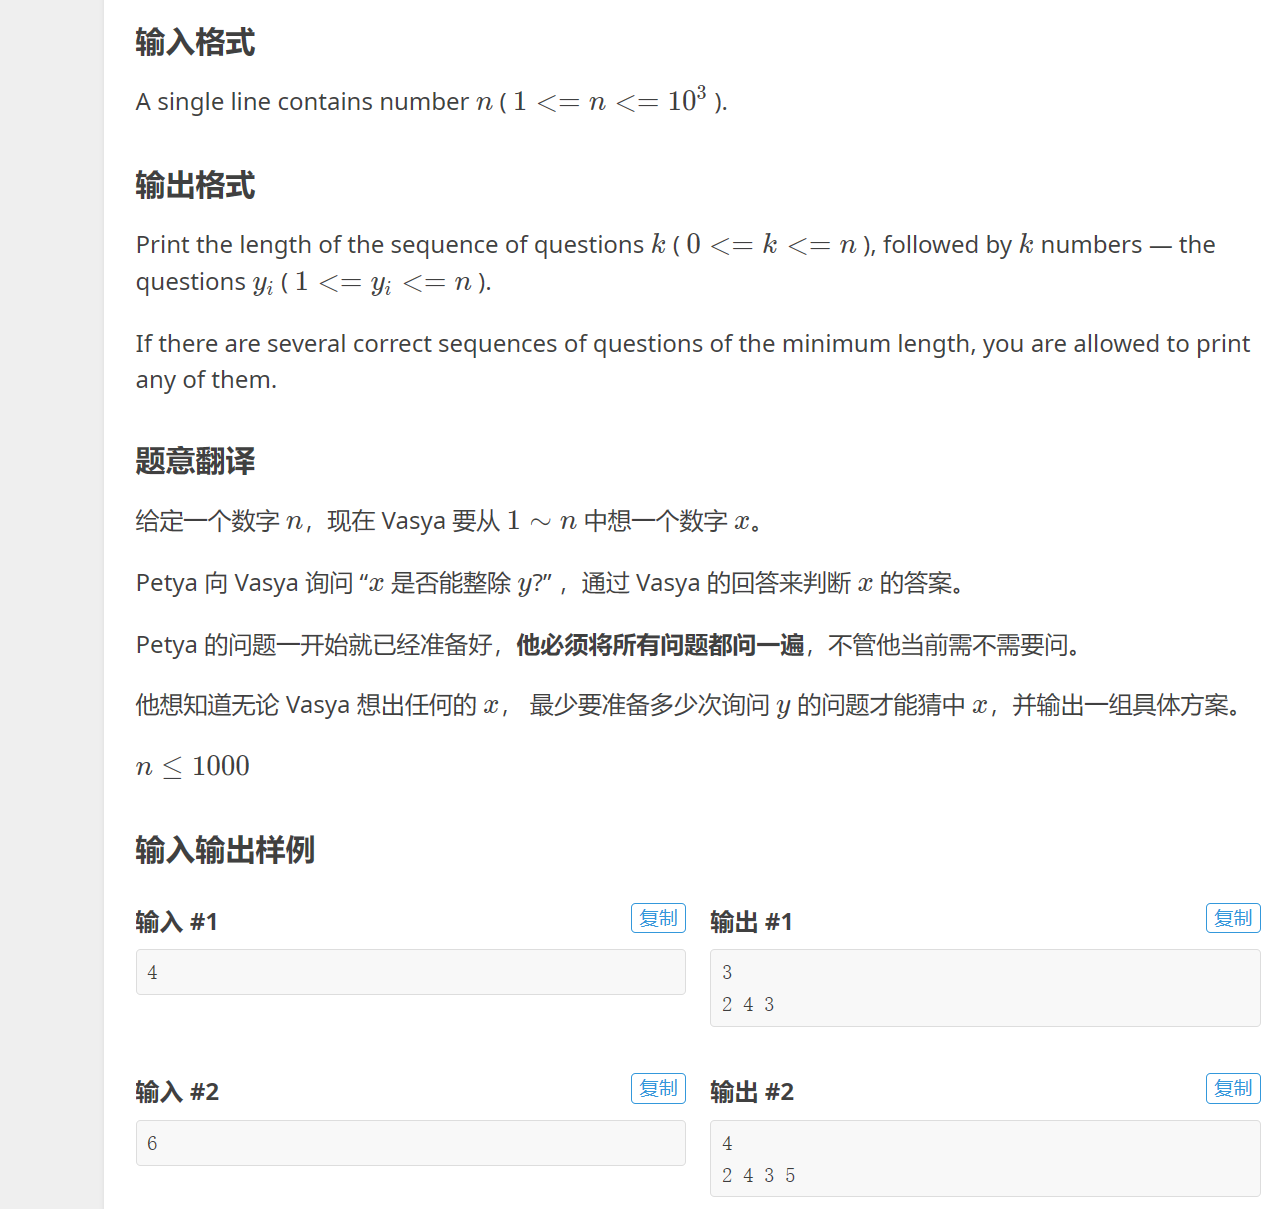 输入格式
A single line contains number n ( 1 <= n <= 10³ ).
输出格式
Print the length of the sequence of questions k ( 0 <= k <= n ), followed by k numbers — the
questions yᵢ ( 1 <= yᵢ <= n ).
If there are several correct sequences of questions of the minimum length, you are allowed to print
any of them.
题意翻译
给定一个数字 n，现在 Vasya 要从 1 ∼ n 中想一个数字 x。
Petya 向 Vasya 询问 “x 是否能整除 y?” ，通过 Vasya 的回答来判断 x 的答案。
Petya 的问题一开始就已经准备好，他必须将所有问题都问一遍，不管他当前需不需要问。
他想知道无论 Vasya 想出任何的 x， 最少要准备多少次询问 y 的问题才能猜中 x，并输出一组具体方案。
n ≤ 1000
输入输出样例
输入 #1 复制
4
输出 #1 复制
3
2 4 3
输入 #2 复制
6
输出 #2 复制
4
2 4 3 5